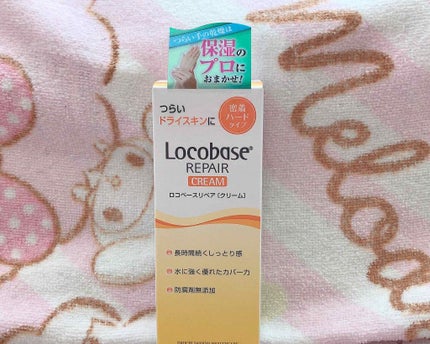 つらい手の乾燥は
保湿の
プロに
おまかせ!
つらい
ドライスキンに
密着
ハード
タイプ
Locobase®
REPAIR
CREAM
ロコベースリペア〔クリーム〕
長時間続くしっとり感
水に強く優れたカバー力
防腐剤無添加